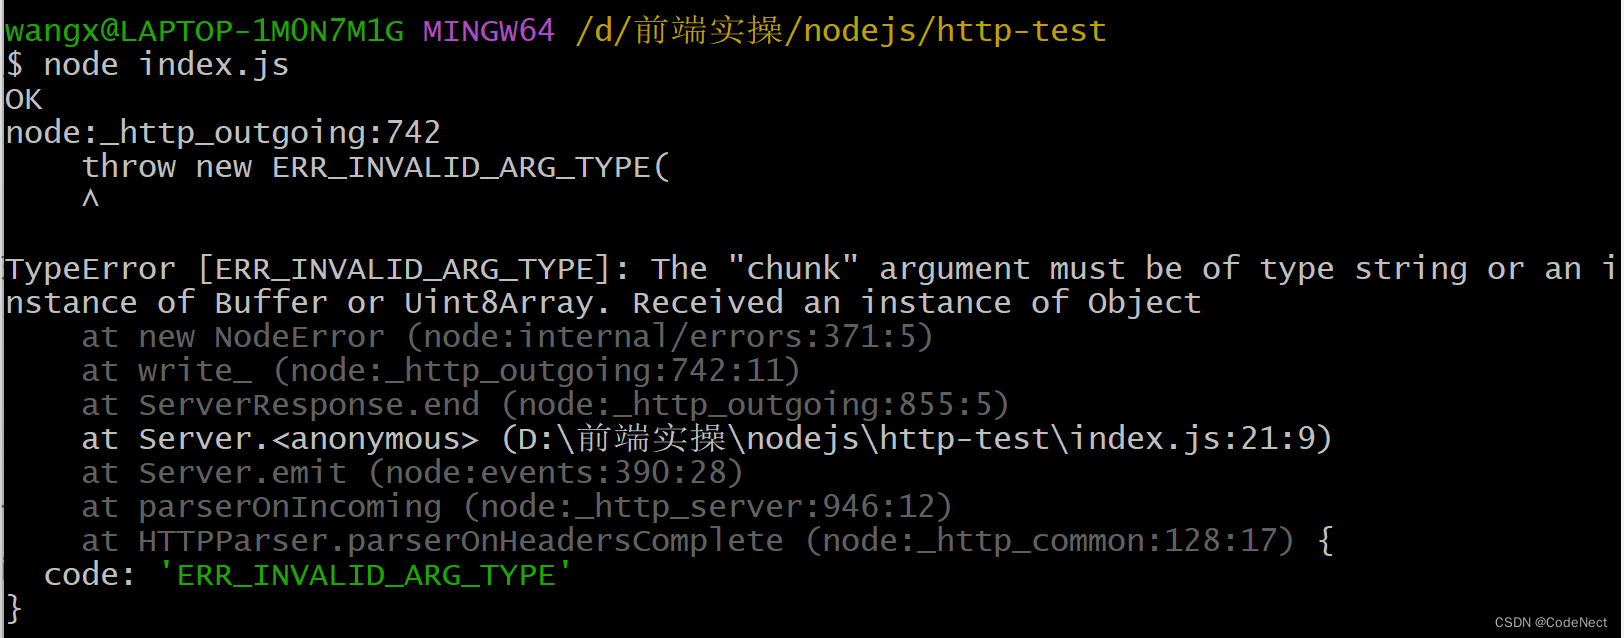 wangx@LAPTOP-1M0N7M1G MINGW64 /d/前端实操/nodejs/http-test
$ node index.js
OK
node:_http_outgoing:742
    throw new ERR_INVALID_ARG_TYPE(
    ^
TypeError [ERR_INVALID_ARG_TYPE]: The "chunk" argument must be of type string or an i
nstance of Buffer or Uint8Array. Received an instance of Object
    at new NodeError (node:internal/errors:371:5)
    at write_ (node:_http_outgoing:742:11)
    at ServerResponse.end (node:_http_outgoing:855:5)
    at Server.<anonymous> (D:\前端实操\nodejs\http-test\index.js:21:9)
    at Server.emit (node:events:390:28)
    at parserOnIncoming (node:_http_server:946:12)
    at HTTPParser.parserOnHeadersComplete (node:_http_common:128:17) {
  code: 'ERR_INVALID_ARG_TYPE'
}
CSDN @CodeNect